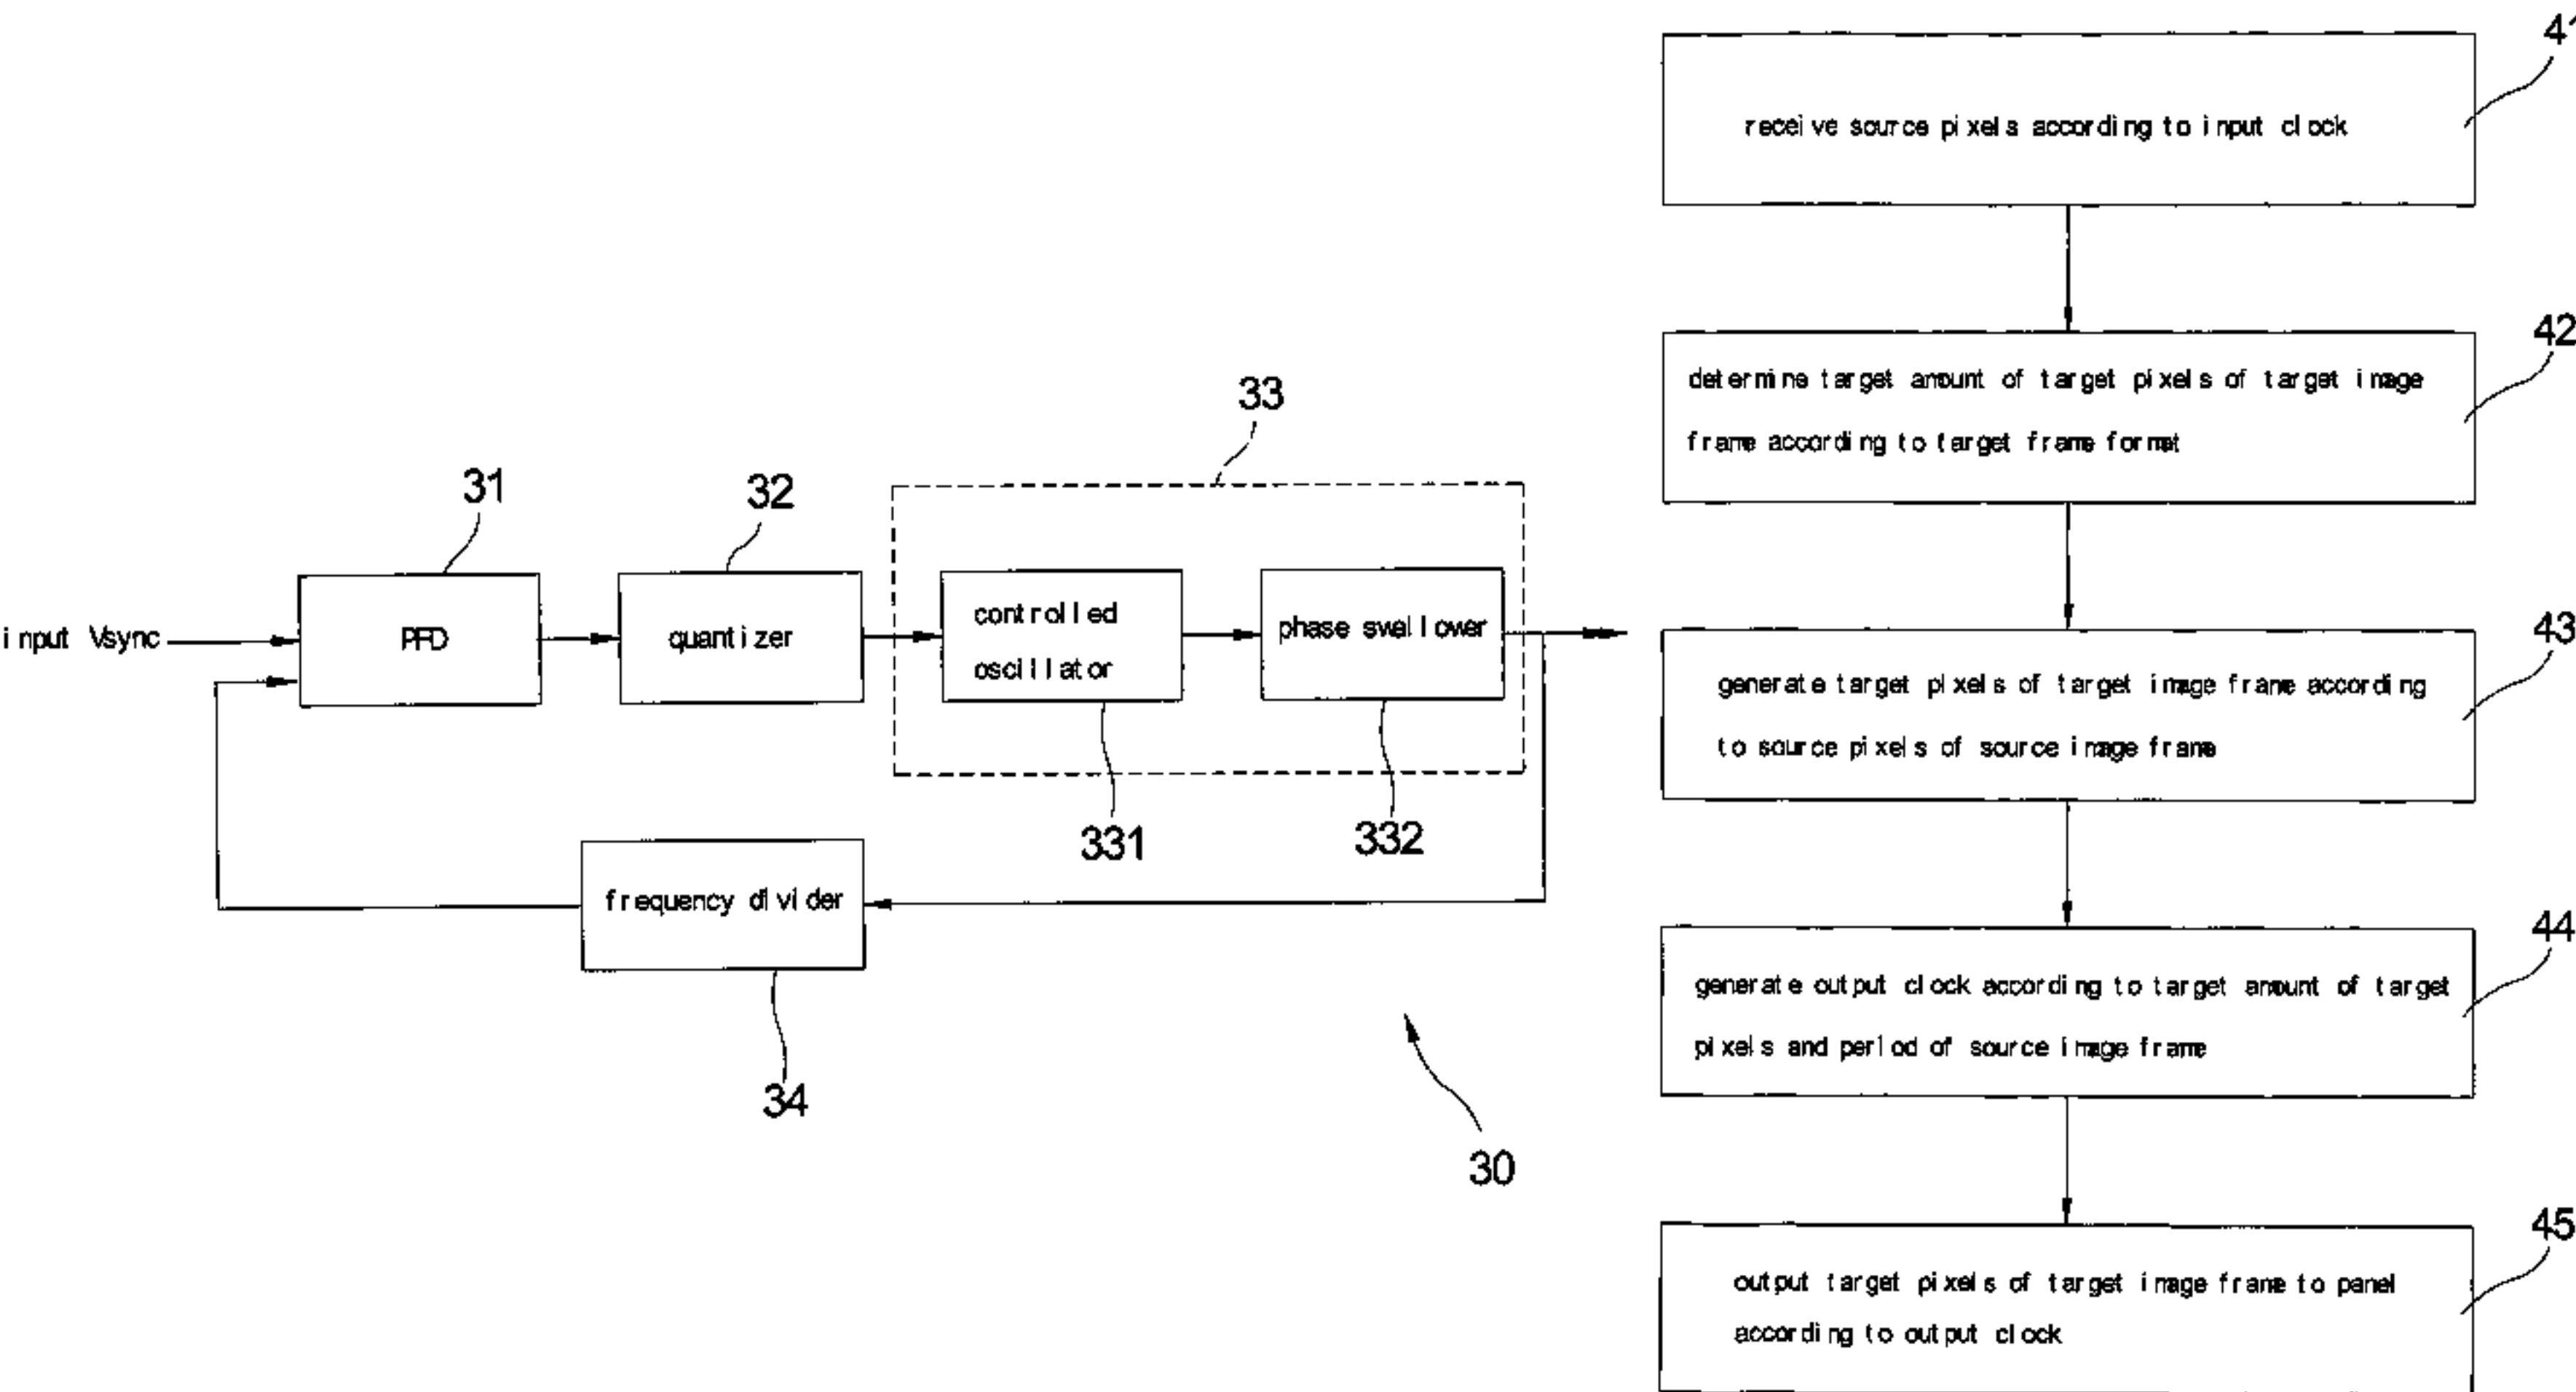 33
31
32
input Vsync
PFD
quantizer
controlled
oscillator
phase swallower
331
332
frequency divider
34
30
41
receive source pixels according to input clock
42
determine target amount of target pixels of target image
frame according to target frame format
43
generate target pixels of target image frame according
to source pixels of source image frame
44
generate output clock according to target amount of target
pixels and period of source image frame
45
output target pixels of target image frame to panel
according to output clock